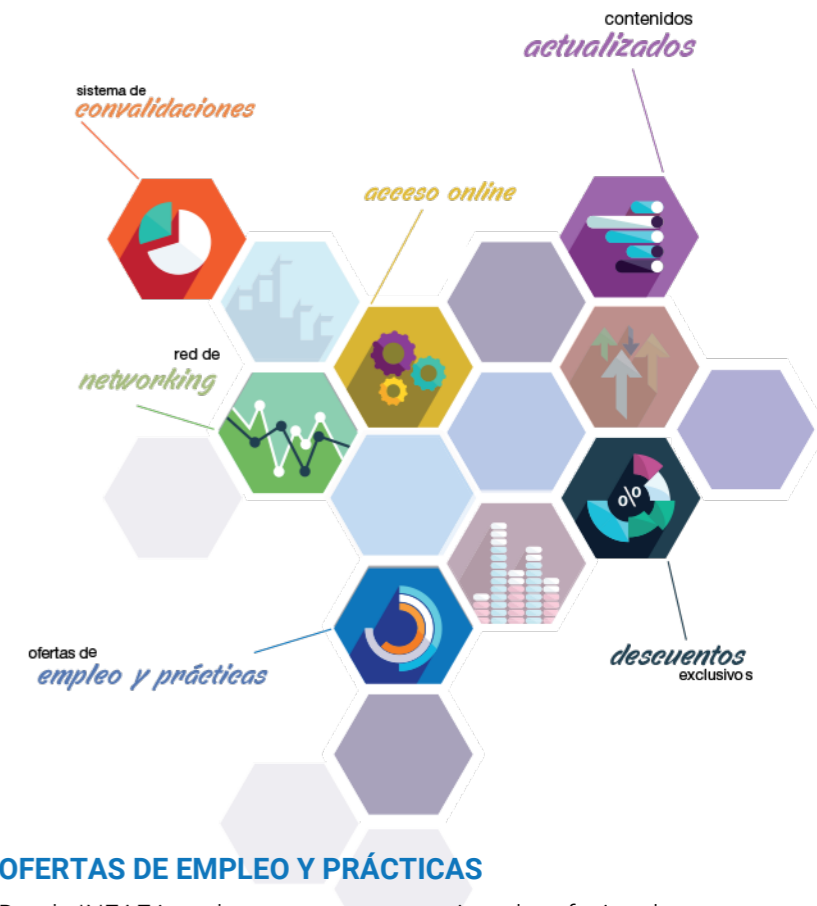 contenidos
actualizados
sistema de
convalidaciones
acceso online
red de
networking
%
ofertas de
empleo y prácticas
descuentos
exclusivos
OFERTAS DE EMPLEO Y PRÁCTICAS